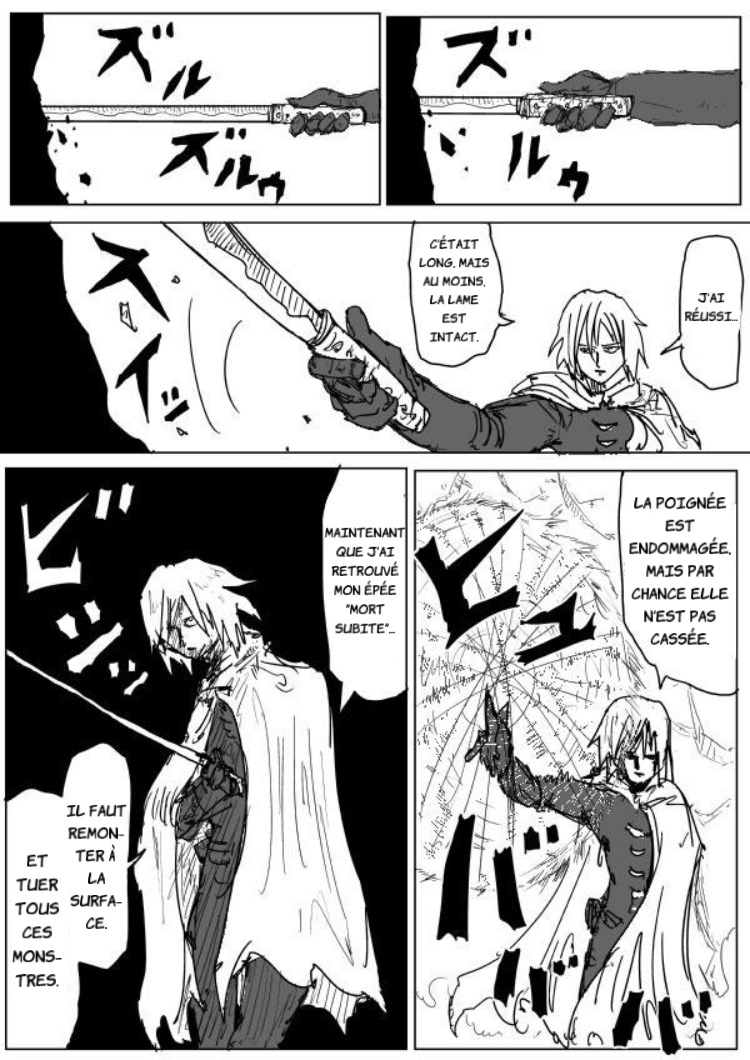 ズ
ズルゥ
ズル
ズルゥ
ズイッ
J'AI
RÉUSSI...
C'ÉTAIT
LONG, MAIS
AU MOINS,
LA LAME
EST
INTACT.
LA POIGNÉE
EST
ENDOMMAGÉE,
MAIS PAR
CHANCE ELLE
N'EST PAS
CASSÉE.
ヒュ
MAINTENANT
QUE J'AI
RETROUVÉ
MON ÉPÉE
"MORT
SUBITE"...
ビシッ
IL FAUT
REMON-
TER À
LA
SURFA-
CE.
ET
TUER
TOUS
CES
MONS-
TRES.